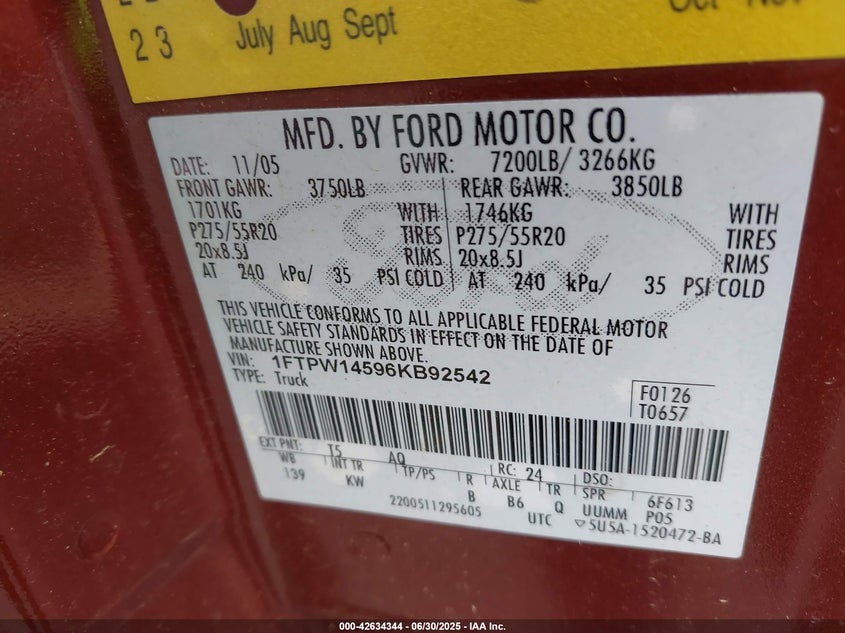 23 July Aug Sept
MFD. BY FORD MOTOR CO.
DATE: 11/05 GVWR: 7200LB/ 3266KG
FRONT GAWR: 3750LB REAR GAWR: 3850LB
1701KG WITH 1746KG WITH
P275/55R20 TIRES P275/55R20 TIRES
20x8.5J RIMS 20x8.5J RIMS
AT 240 kPa/ 35 PSI COLD AT 240 kPa/ 35 PSI COLD
THIS VEHICLE CONFORMS TO ALL APPLICABLE FEDERAL MOTOR
VEHICLE SAFETY STANDARDS IN EFFECT ON THE DATE OF
MANUFACTURE SHOWN ABOVE.
VIN: 1FTPW14596KB92542
TYPE: Truck
F0126
T0657
EXT PNT: T5 AQ RC: 24 DSO:
WB INT TR TP/PS R AXLE TR SPR 6F613
139 KW B B6 Q UUMM P05
2200511295605 UTC ▽5U5A-1520472-BA
000-42634344 - 06/30/2025 - IAA Inc.